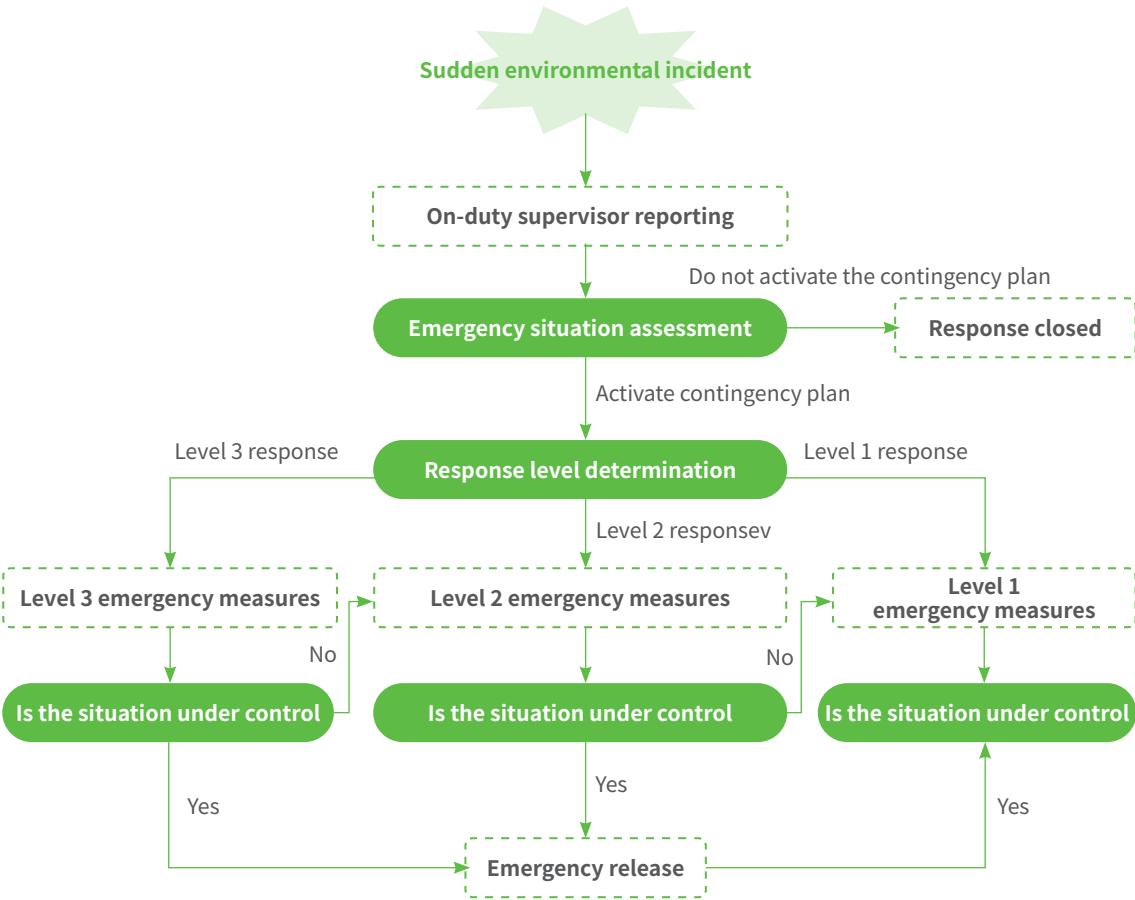 Sudden environmental incident
On-duty supervisor reporting
Do not activate the contingency plan
Emergency situation assessment
Response closed
Activate contingency plan
Level 3 response
Response level determination
Level 1 response
Level 2 responsev
Level 3 emergency measures
Level 2 emergency measures
Level 1
emergency measures
No
No
Is the situation under control
Is the situation under control
Is the situation under control
Yes
Yes
Yes
Emergency release